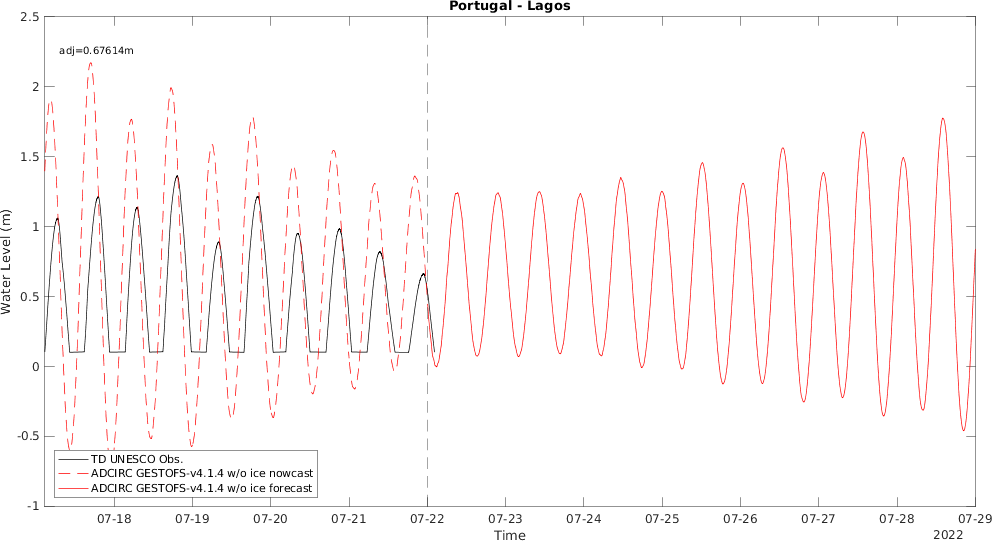 Portugal - Lagos
adj=0.67614m
2.5
2
1.5
1
0.5
0
-0.5
-1
Water Level (m)
TD UNESCO Obs.
ADCIRC GESTOFS-v4.1.4 w/o ice nowcast
ADCIRC GESTOFS-v4.1.4 w/o ice forecast
07-18 07-19 07-20 07-21 07-22 07-23 07-24 07-25 07-26 07-27 07-28 07-29
Time
2022